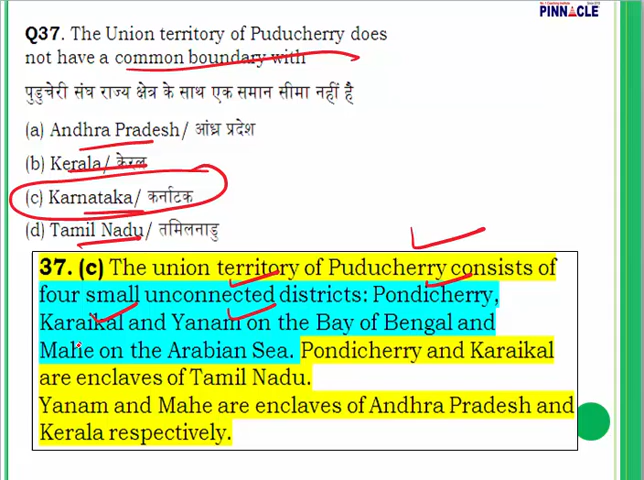 PINNACLE
Q37. The Union territory of Puducherry does
not have a common boundary with
पुडुचेरी संघ राज्य क्षेत्र के साथ एक समान सीमा नहीं है
(a) Andhra Pradesh/ आंध्र प्रदेश
(b) Kerala/ केरल
(c) Karnataka/ कर्नाटक
(d) Tamil Nadu/ तमिलनाडु
37. (c) The union territory of Puducherry consists of
four small unconnected districts: Pondicherry,
Karaikal and Yanam on the Bay of Bengal and
Mahe on the Arabian Sea. Pondicherry and Karaikal
are enclaves of Tamil Nadu.
Yanam and Mahe are enclaves of Andhra Pradesh and
Kerala respectively.